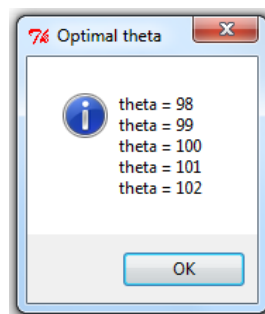 Optimal theta
theta = 98
theta = 99
theta = 100
theta = 101
theta = 102
OK